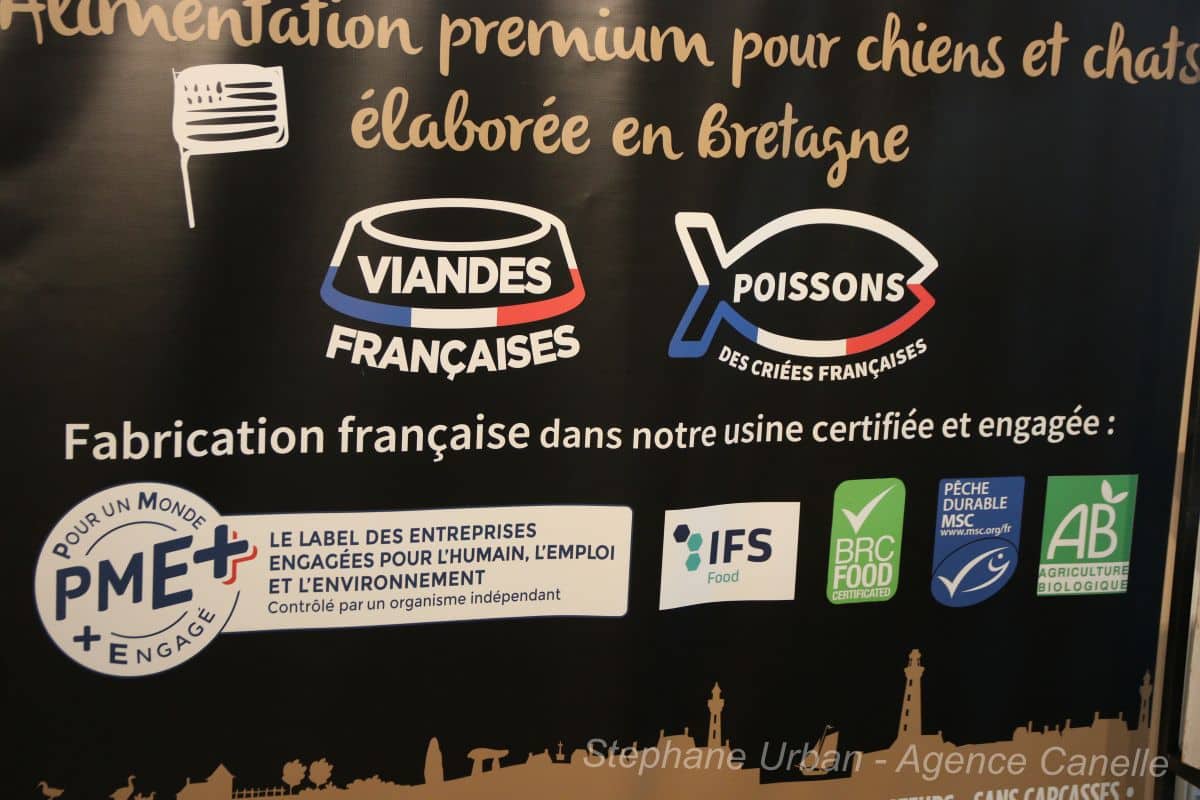 Alimentation premium pour chiens et chats
élaborée en Bretagne
VIANDES
FRANÇAISES
POISSONS
DES CRIÉES FRANÇAISES
Fabrication française dans notre usine certifiée et engagée :
POUR UN MONDE
PME+
+ ENGAGÉ
LE LABEL DES ENTREPRISES
ENGAGÉES POUR L'HUMAIN, L'EMPLOI
ET L'ENVIRONNEMENT
Contrôlé par un organisme indépendant
IFS
Food
BRC
FOOD
CERTIFICATED
PÊCHE
DURABLE
MSC
www.msc.org/fr
AB
AGRICULTURE
BIOLOGIQUE
Stephane Urban - Agence Canelle
SANS CARCASSES •